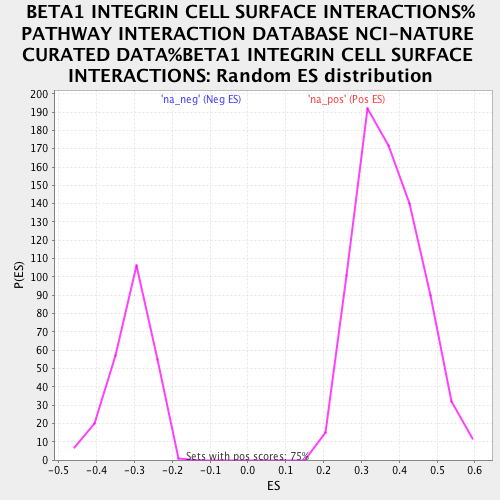 BETA1 INTEGRIN CELL SURFACE INTERACTIONS%
PATHWAY INTERACTION DATABASE NCI-NATURE
CURATED DATA%BETA1 INTEGRIN CELL SURFACE
INTERACTIONS: Random ES distribution
'na_neg' (Neg ES) 'na_pos' (Pos ES)
200
190
180
170
160
150
140
130
120
110
100
90
80
70
60
50
40
30
20
10
0
P(ES)
Sets with pos scores: 75%
-0.5 -0.4 -0.3 -0.2 -0.1 0.0 0.1 0.2 0.3 0.4 0.5 0.6
ES